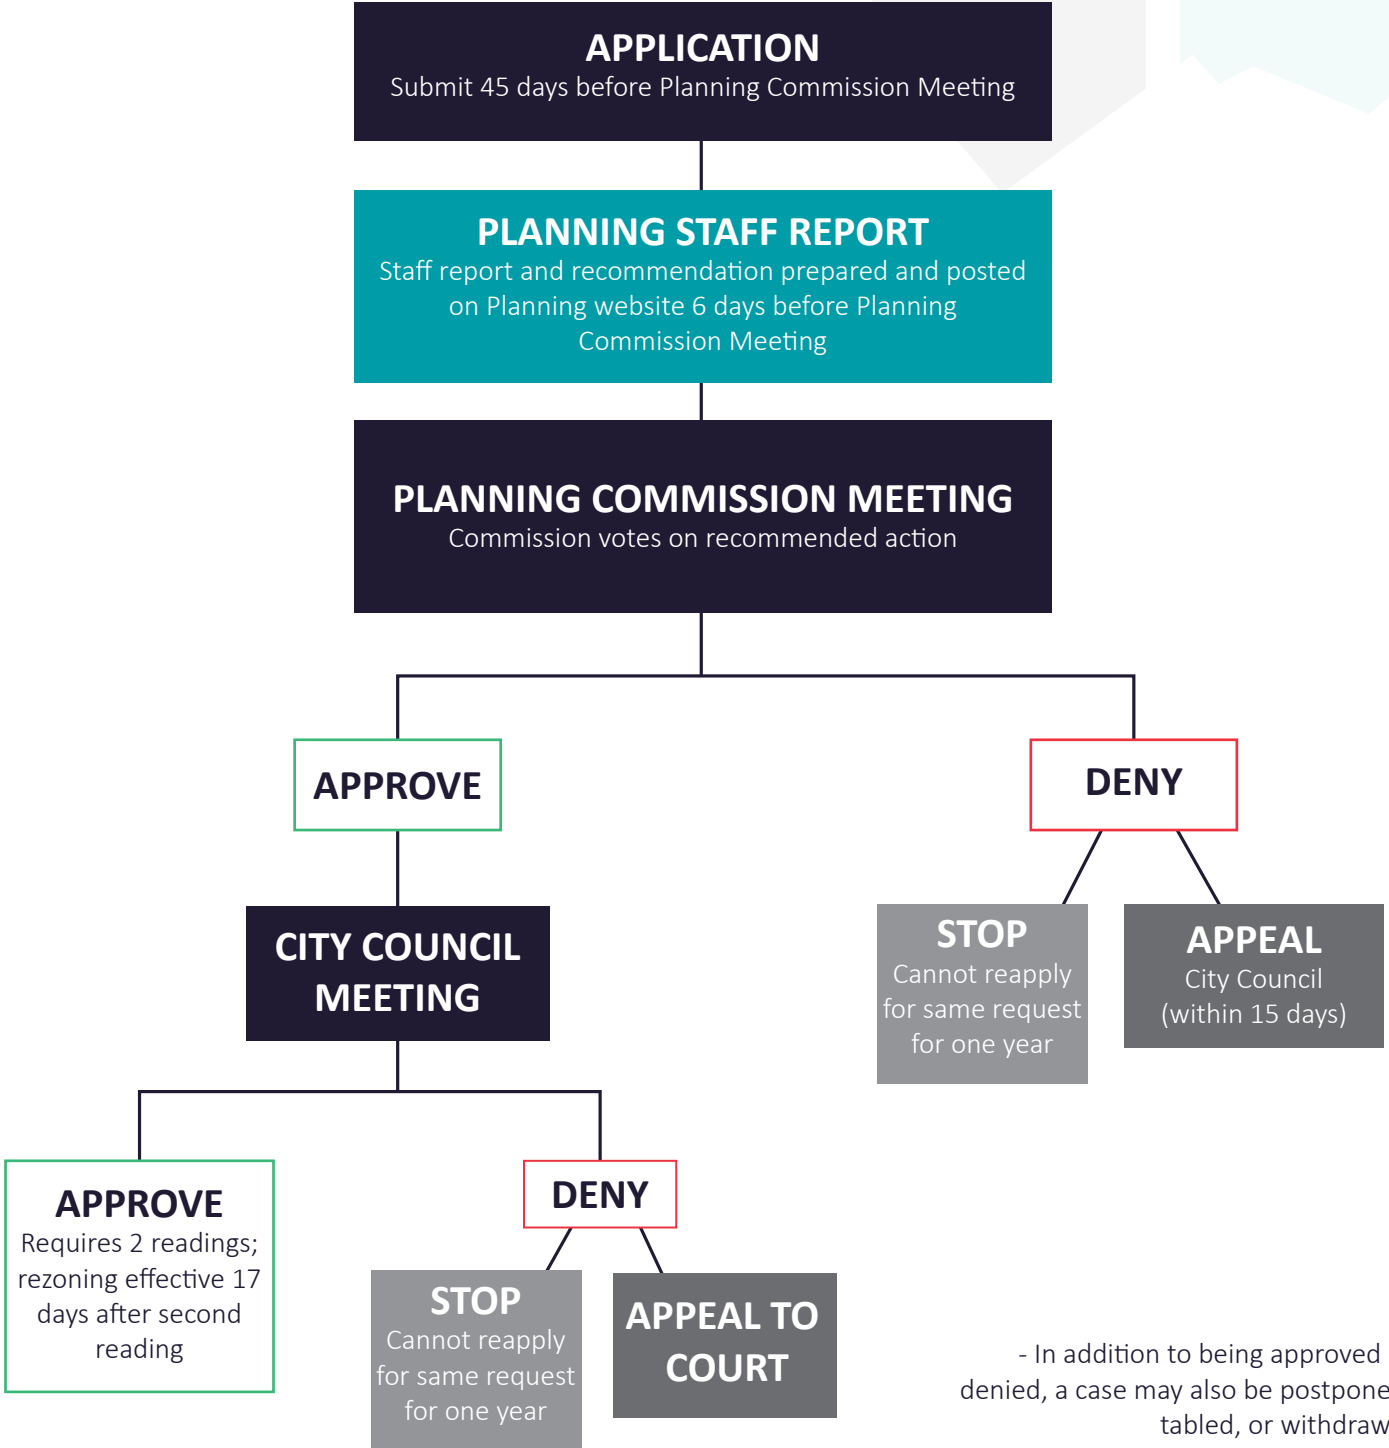 APPLICATION
Submit 45 days before Planning Commission Meeting
PLANNING STAFF REPORT
Staff report and recommendation prepared and posted
on Planning website 6 days before Planning
Commission Meeting
PLANNING COMMISSION MEETING
Commission votes on recommended action
APPROVE
DENY
CITY COUNCIL
MEETING
STOP
Cannot reapply
for same request
for one year
APPEAL
City Council
(within 15 days)
APPROVE
Requires 2 readings;
rezoning effective 17
days after second
reading
DENY
STOP
Cannot reapply
for same request
for one year
APPEAL TO
COURT
- In addition to being approved
denied, a case may also be postpone
tabled, or withdraw